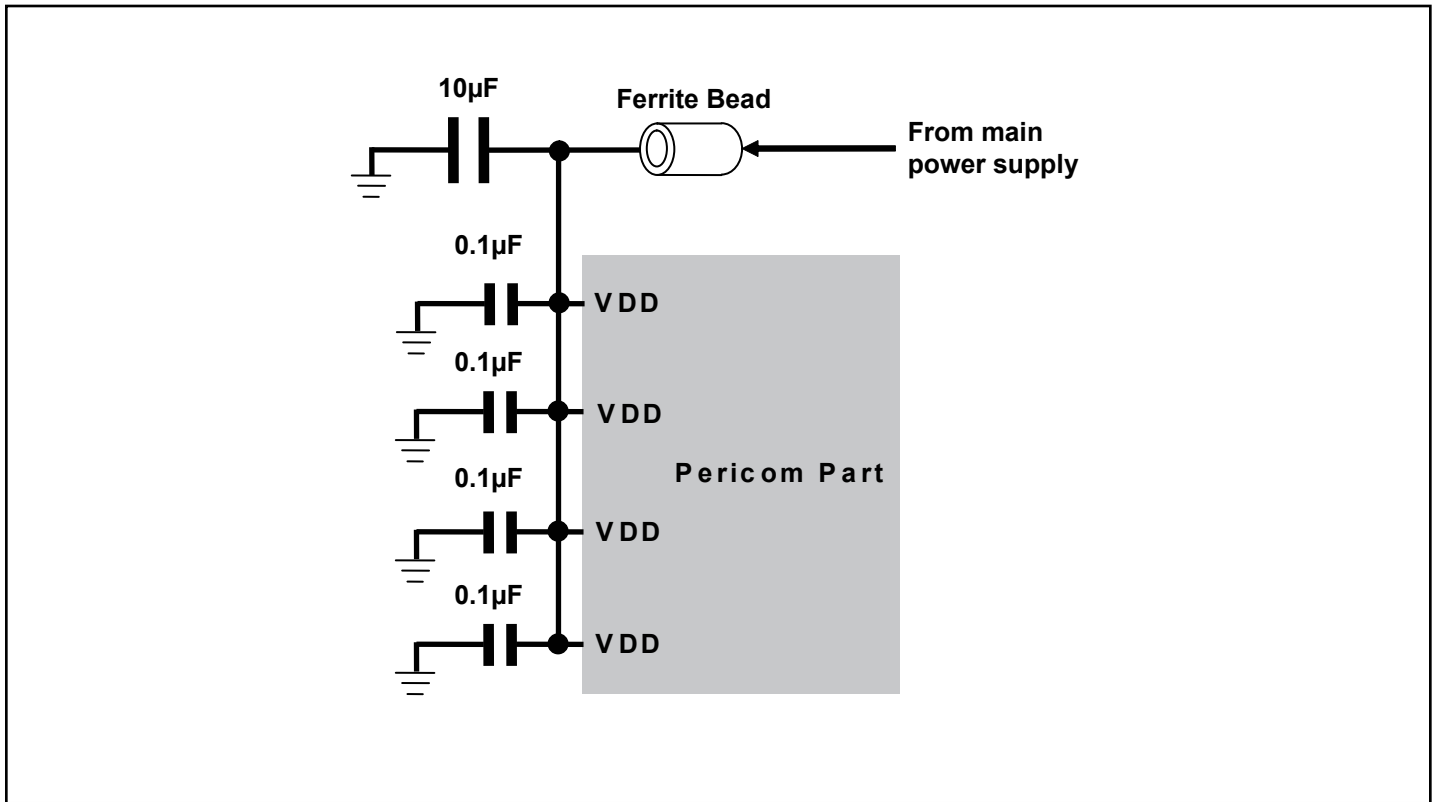 10µF
Ferrite Bead
From main
power supply
0.1µF
VDD
0.1µF
VDD
Pericom Part
0.1µF
VDD
0.1µF
VDD